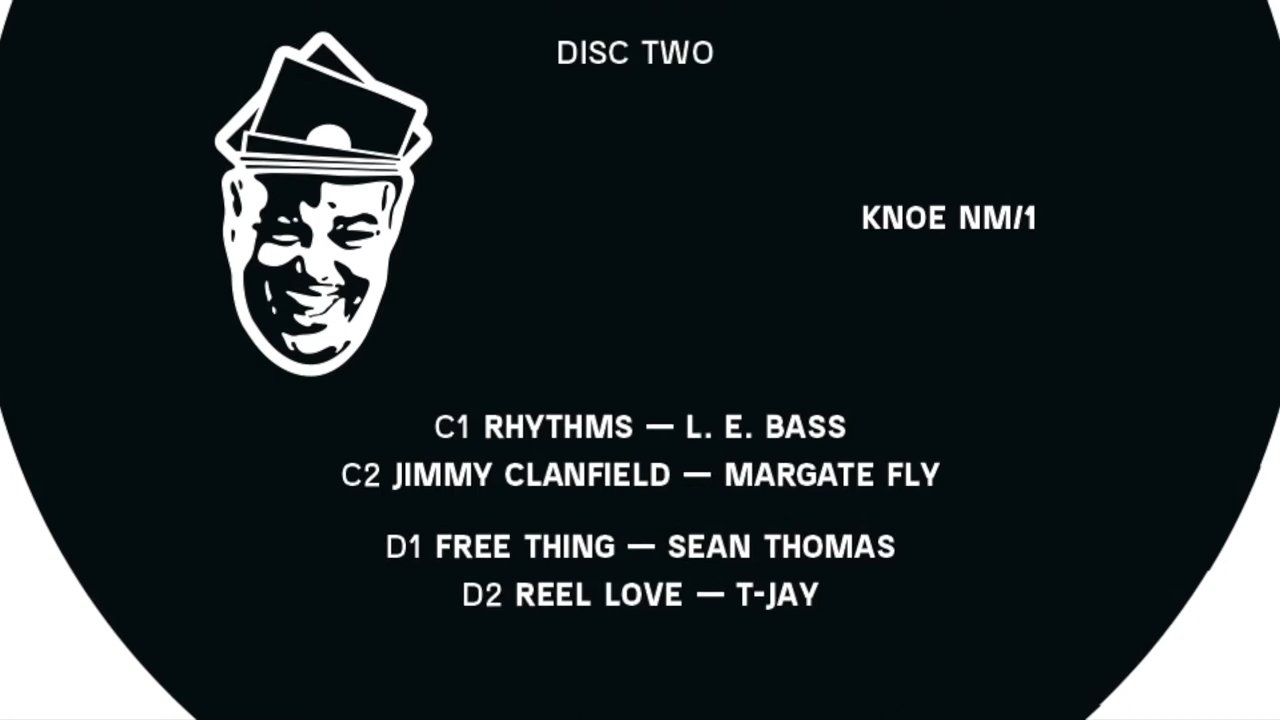 DISC TWO
KNOE NM/1
C1 RHYTHMS — L. E. BASS
C2 JIMMY CLANFIELD — MARGATE FLY
D1 FREE THING — SEAN THOMAS
D2 REEL LOVE — T-JAY